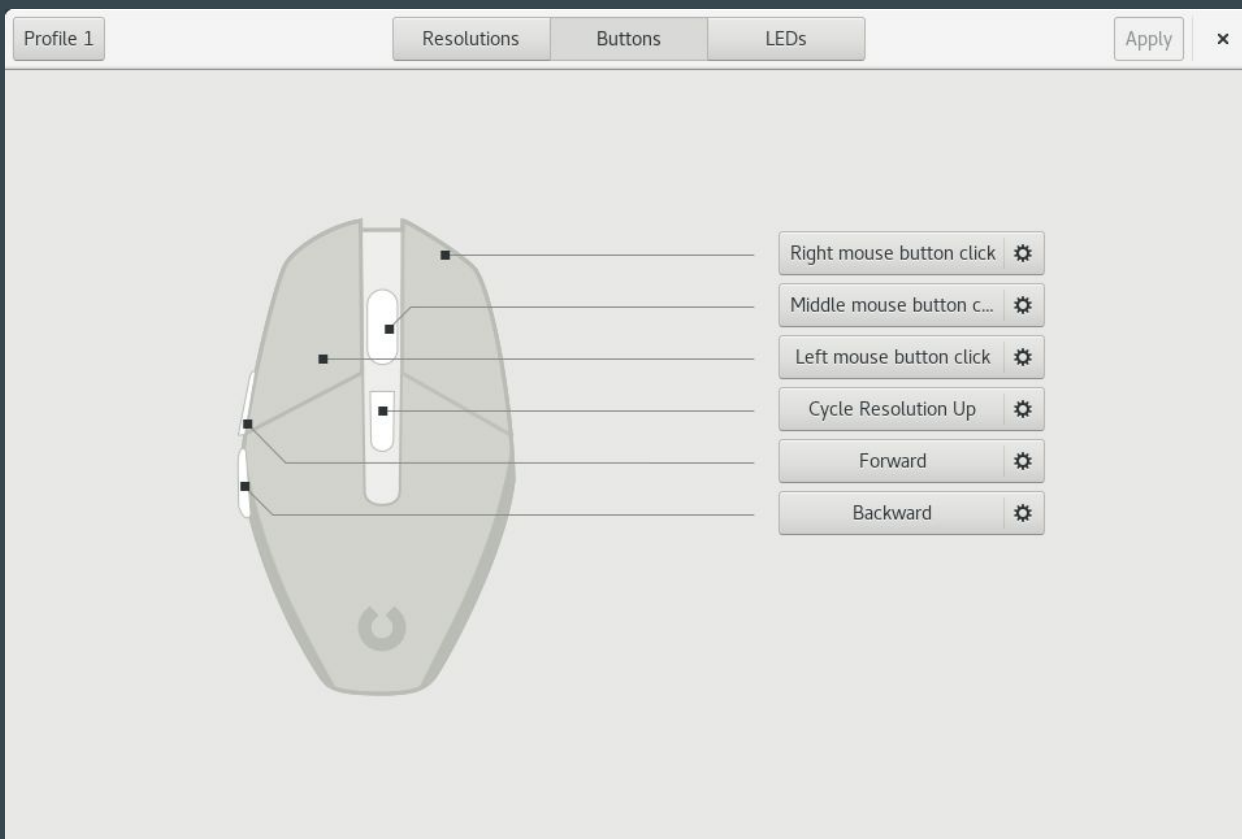 Profile 1
Resolutions
Buttons
LEDs
Apply
Right mouse button click
Middle mouse button c...
Left mouse button click
Cycle Resolution Up
Forward
Backward